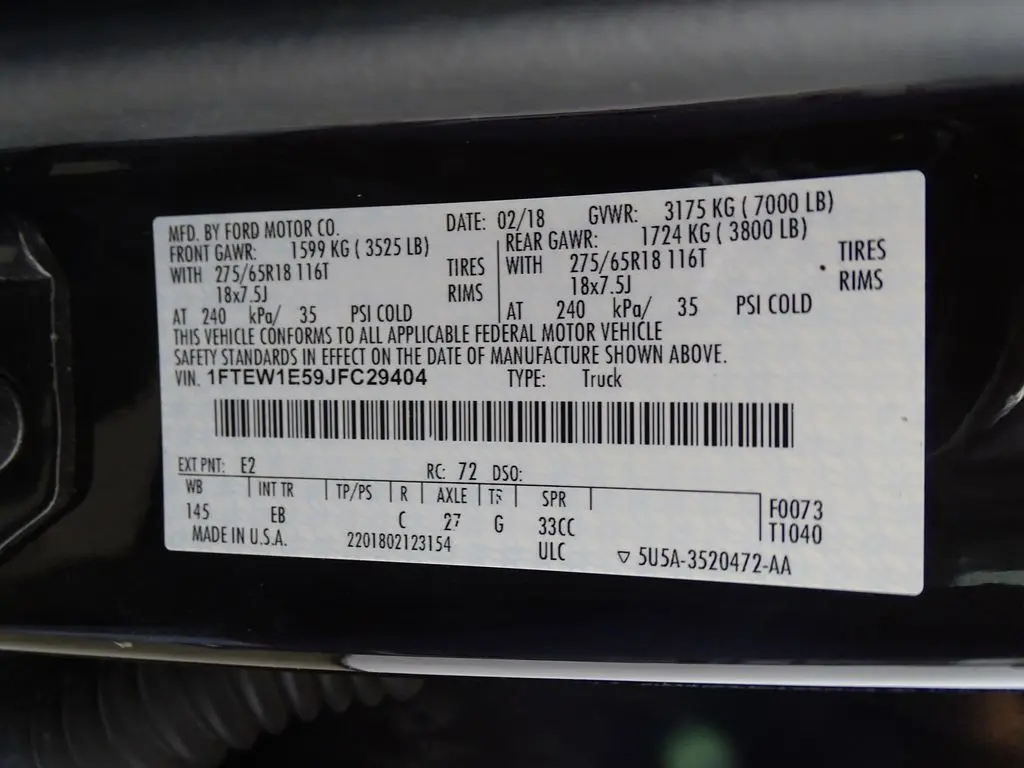 MFD. BY FORD MOTOR CO. DATE: 02/18 GVWR: 3175 KG ( 7000 LB)
FRONT GAWR: 1599 KG ( 3525 LB) REAR GAWR: 1724 KG ( 3800 LB)
WITH 275/65R18 116T TIRES WITH 275/65R18 116T TIRES
18x7.5J RIMS 18x7.5J RIMS
AT 240 kPa/ 35 PSI COLD AT 240 kPa/ 35 PSI COLD
THIS VEHICLE CONFORMS TO ALL APPLICABLE FEDERAL MOTOR VEHICLE
SAFETY STANDARDS IN EFFECT ON THE DATE OF MANUFACTURE SHOWN ABOVE.
VIN. 1FTEW1E59JFC29404 TYPE: Truck
EXT PNT: E2 RC: 72 DSO:
WB INT TR TP/PS R AXLE TR SPR F0073
145 EB C 27 G 33CC T1040
MADE IN U.S.A. 2201802123154 ULC ▽ 5U5A-3520472-AA